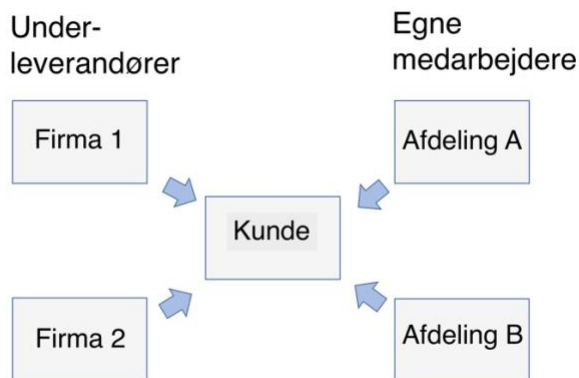 Under-
leverandører
Egne
medarbejdere
Firma 1
Afdeling A
Kunde
Firma 2
Afdeling B